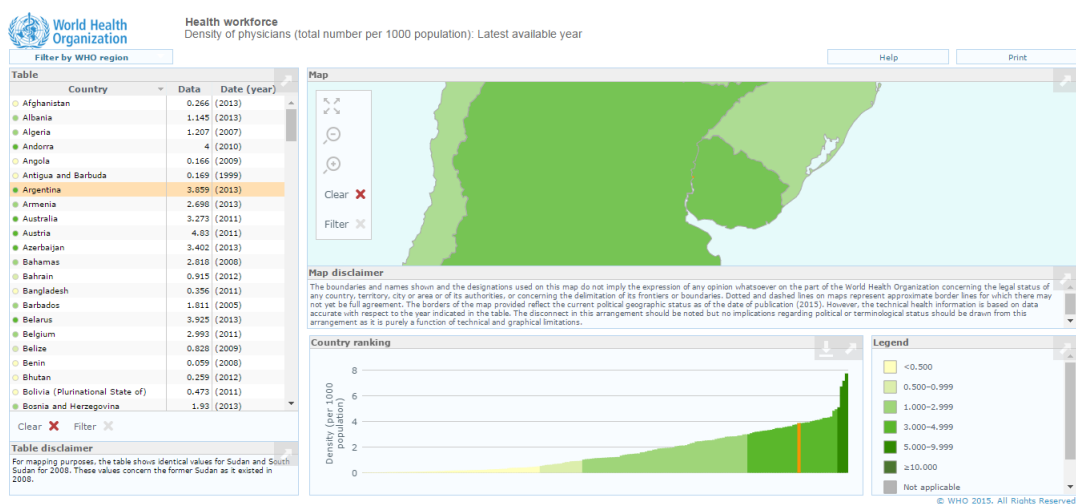 World Health
Organization
Health workforce
Density of physicians (total number per 1000 population): Latest available year
Filter by WHO region
Help
Print
Table
Country Data Date (year)
Afghanistan 0.266 (2013)
Albania 1.145 (2013)
Algeria 1.207 (2007)
Andorra 4 (2010)
Angola 0.166 (2009)
Antigua and Barbuda 0.169 (1999)
Argentina 3.859 (2013)
Armenia 2.698 (2013)
Australia 3.273 (2011)
Austria 4.83 (2011)
Azerbaijan 3.402 (2013)
Bahamas 2.818 (2008)
Bahrain 0.915 (2012)
Bangladesh 0.356 (2011)
Barbados 1.811 (2005)
Belarus 3.925 (2013)
Belgium 2.993 (2011)
Belize 0.828 (2009)
Benin 0.059 (2008)
Bhutan 0.259 (2012)
Bolivia (Plurinational State of) 0.473 (2011)
Bosnia and Herzegovina 1.93 (2013)
Clear
Filter
Table disclaimer
For mapping purposes, the table shows identical values for Sudan and South
Sudan for 2008. These values concern the former Sudan as it existed in
2008.
Map
Clear
Filter
Map disclaimer
The boundaries and names shown and the designations used on this map do not imply the expression of any opinion whatsoever on the part of the World Health Organization concerning the legal status of
any country, territory, city or area or of its authorities, or concerning the delimitation of its frontiers or boundaries. Dotted and dashed lines on maps represent approximate border lines for which there may
not yet be full agreement. The borders of the map provided reflect the current political geographic status as of the date of publication (2015). However, the technical health information is based on data
accurate with respect to the year indicated in the table. The disconnect in this arrangement should be noted but no implications regarding political or terminological status should be drawn from this
arrangement as it is purely a function of technical and graphical limitations.
Country ranking
Density (per 1000
population)
8
6
4
2
0
Legend
<0.500
0.500–0.999
1.000–2.999
3.000–4.999
5.000–9.999
≥10.000
Not applicable
© WHO 2015. All Rights Reserved